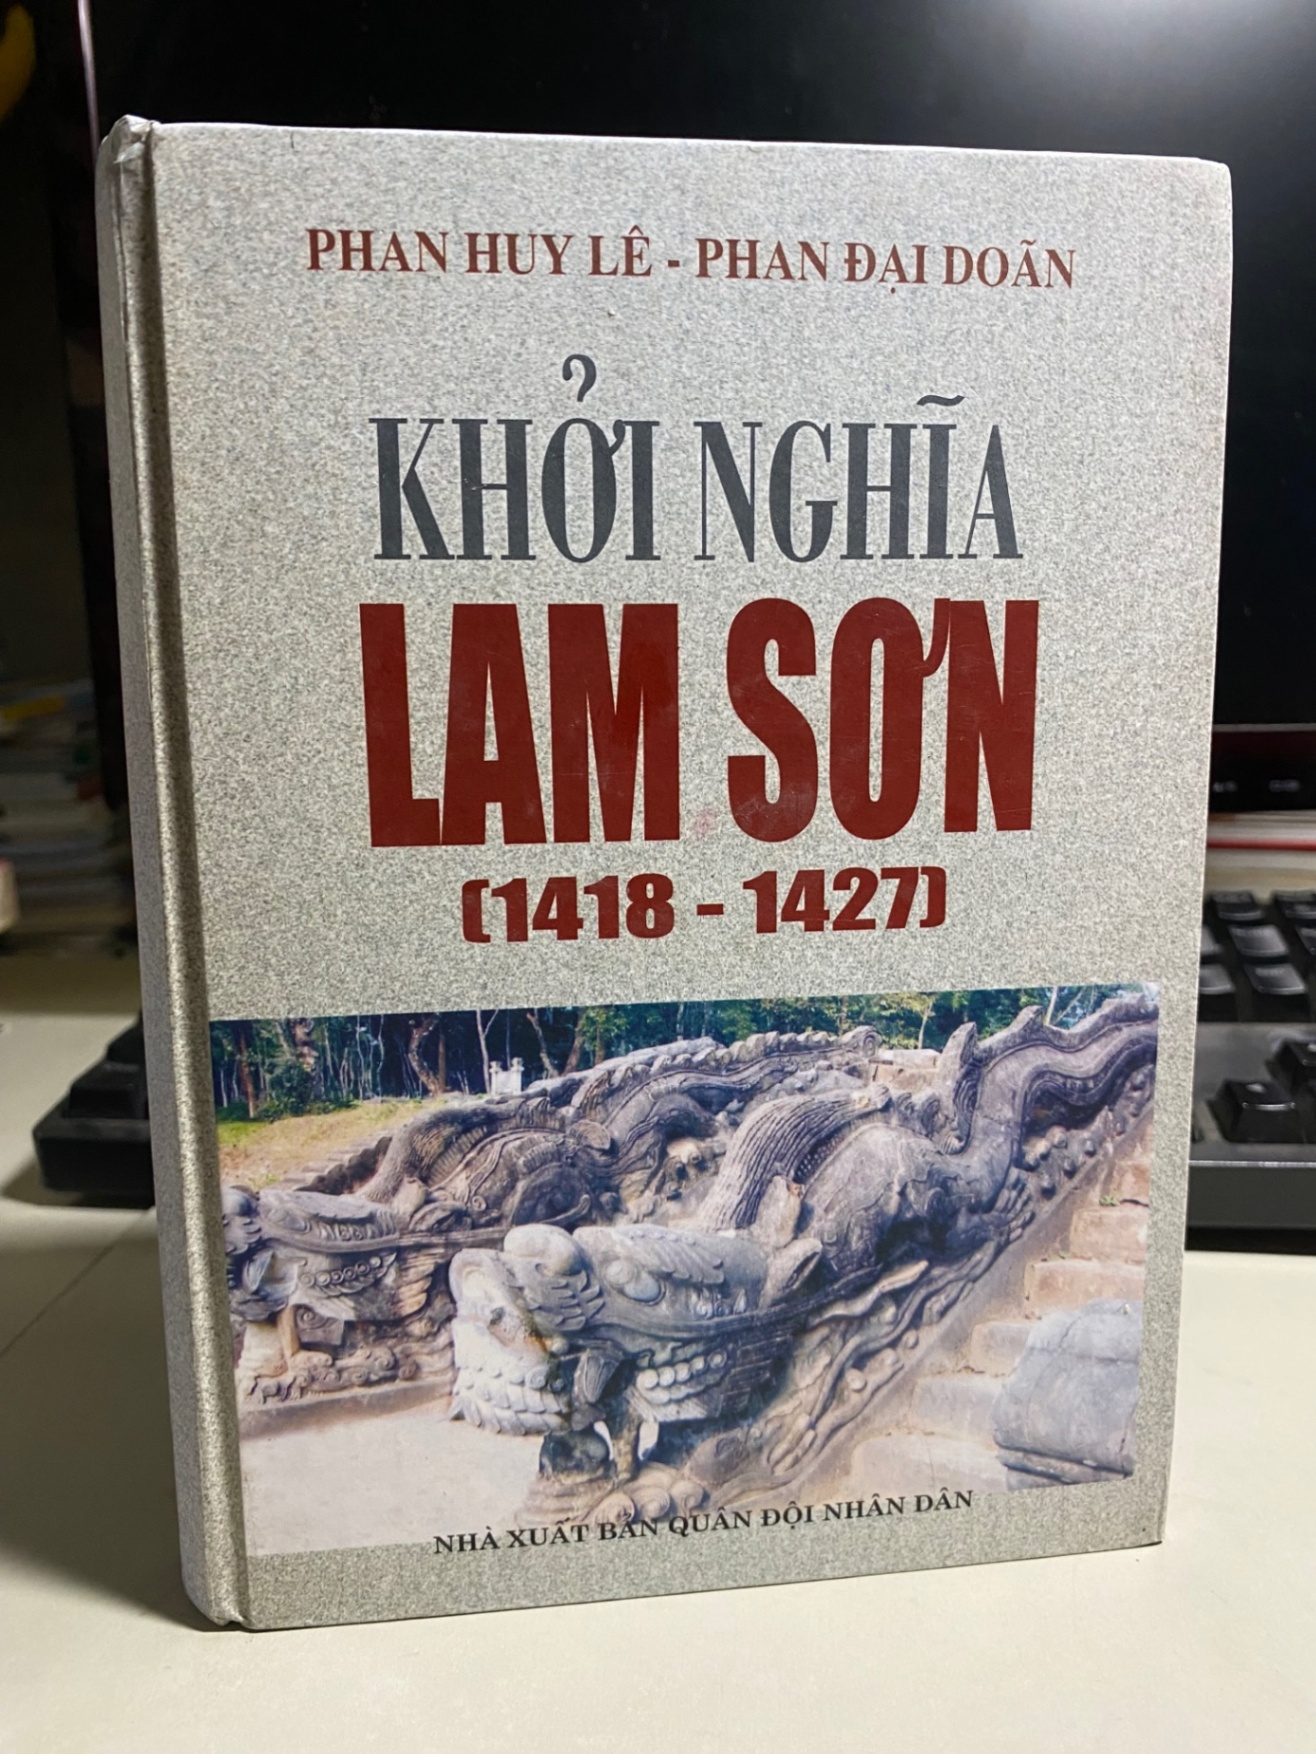 PHAN HUY LÊ - PHAN ĐẠI DOÃN
KHỞI NGHĨA
LAM SƠN
(1418 - 1427)
NHÀ XUẤT BẢN QUÂN ĐỘI NHÂN DÂN